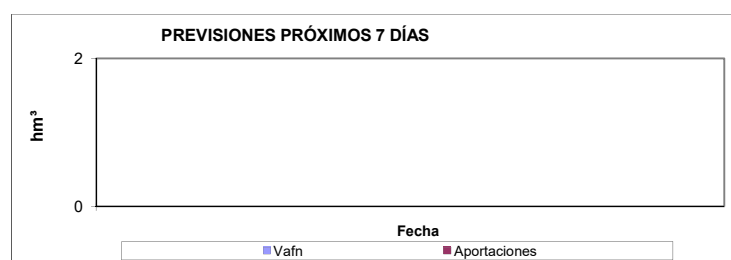 PREVISIONES PRÓXIMOS 7 DÍAS
2
hm³
0
Fecha
Vafn Aportaciones